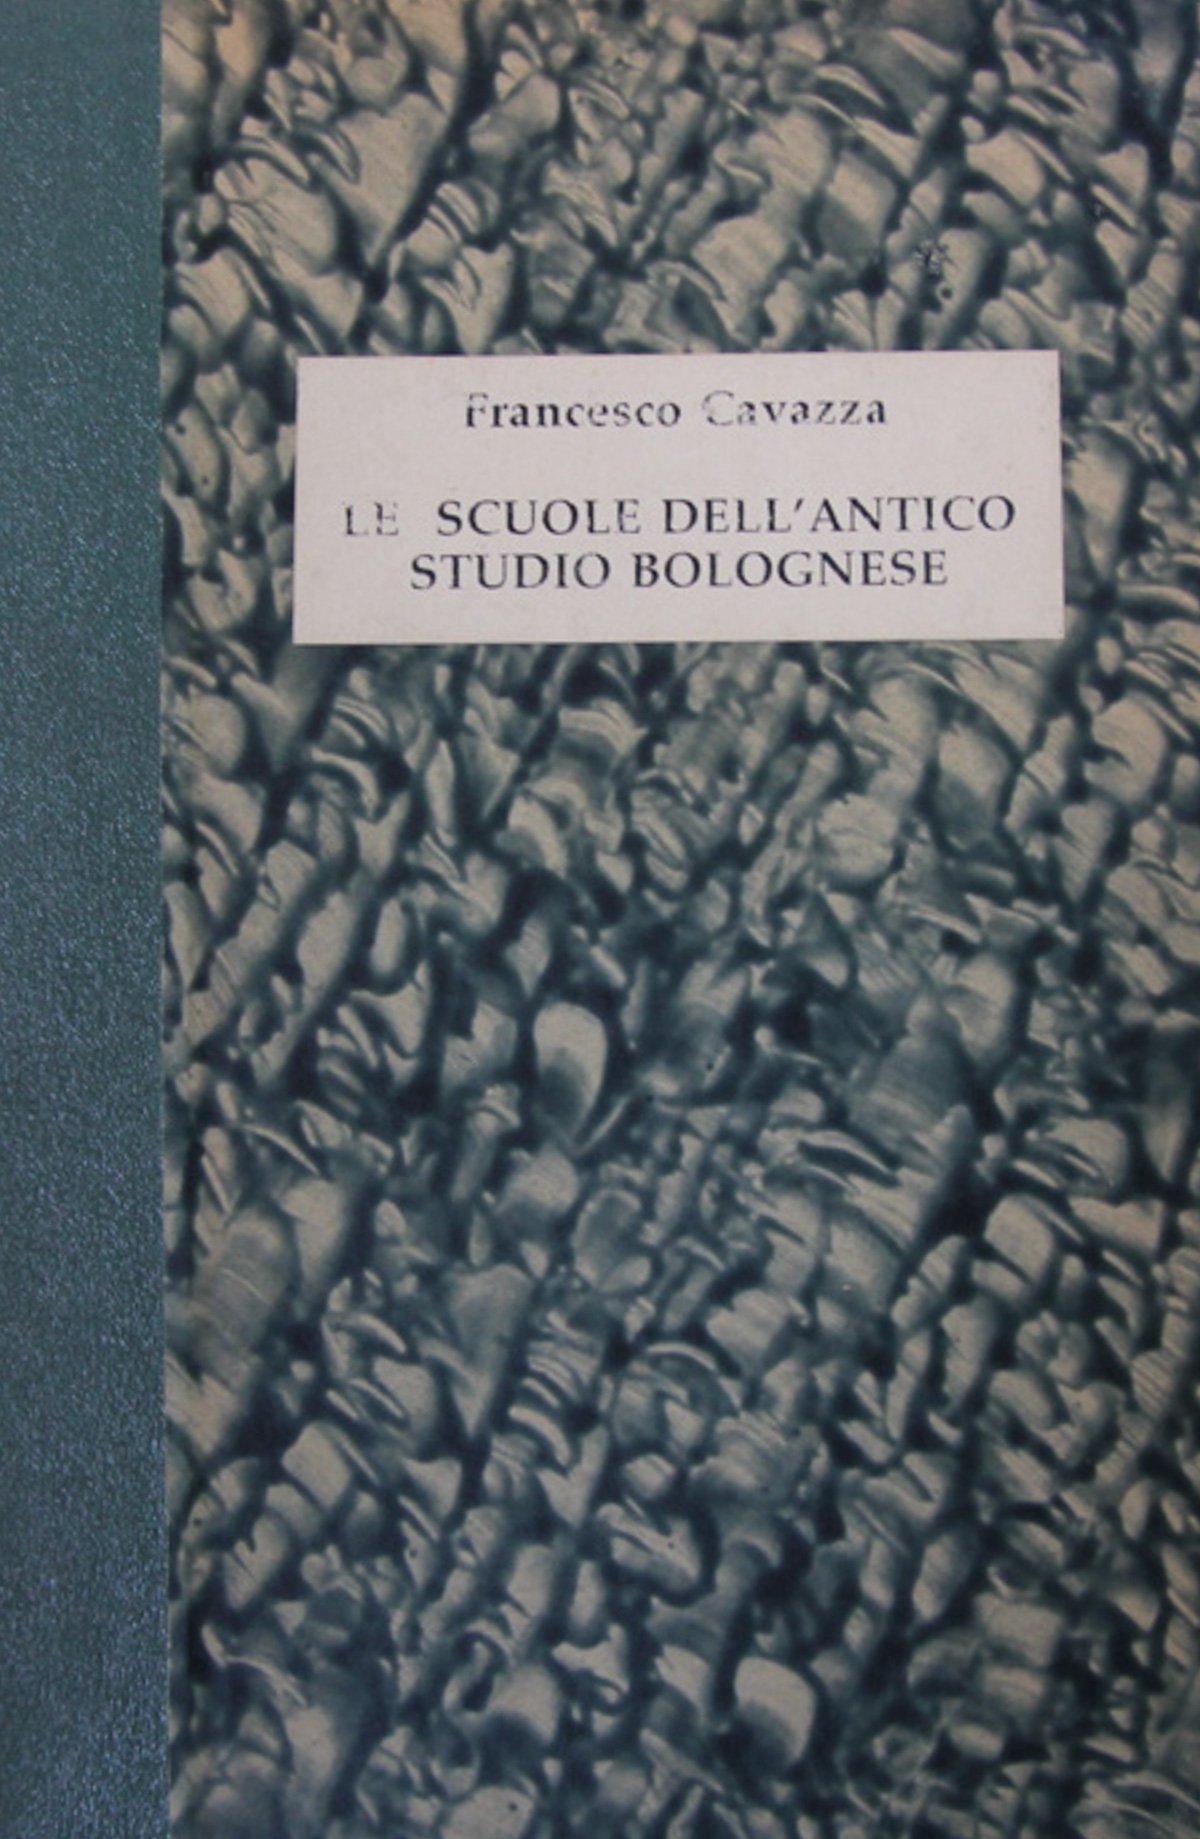 Francesco Cavazza
LE SCUOLE DELL'ANTICO
STUDIO BOLOGNESE